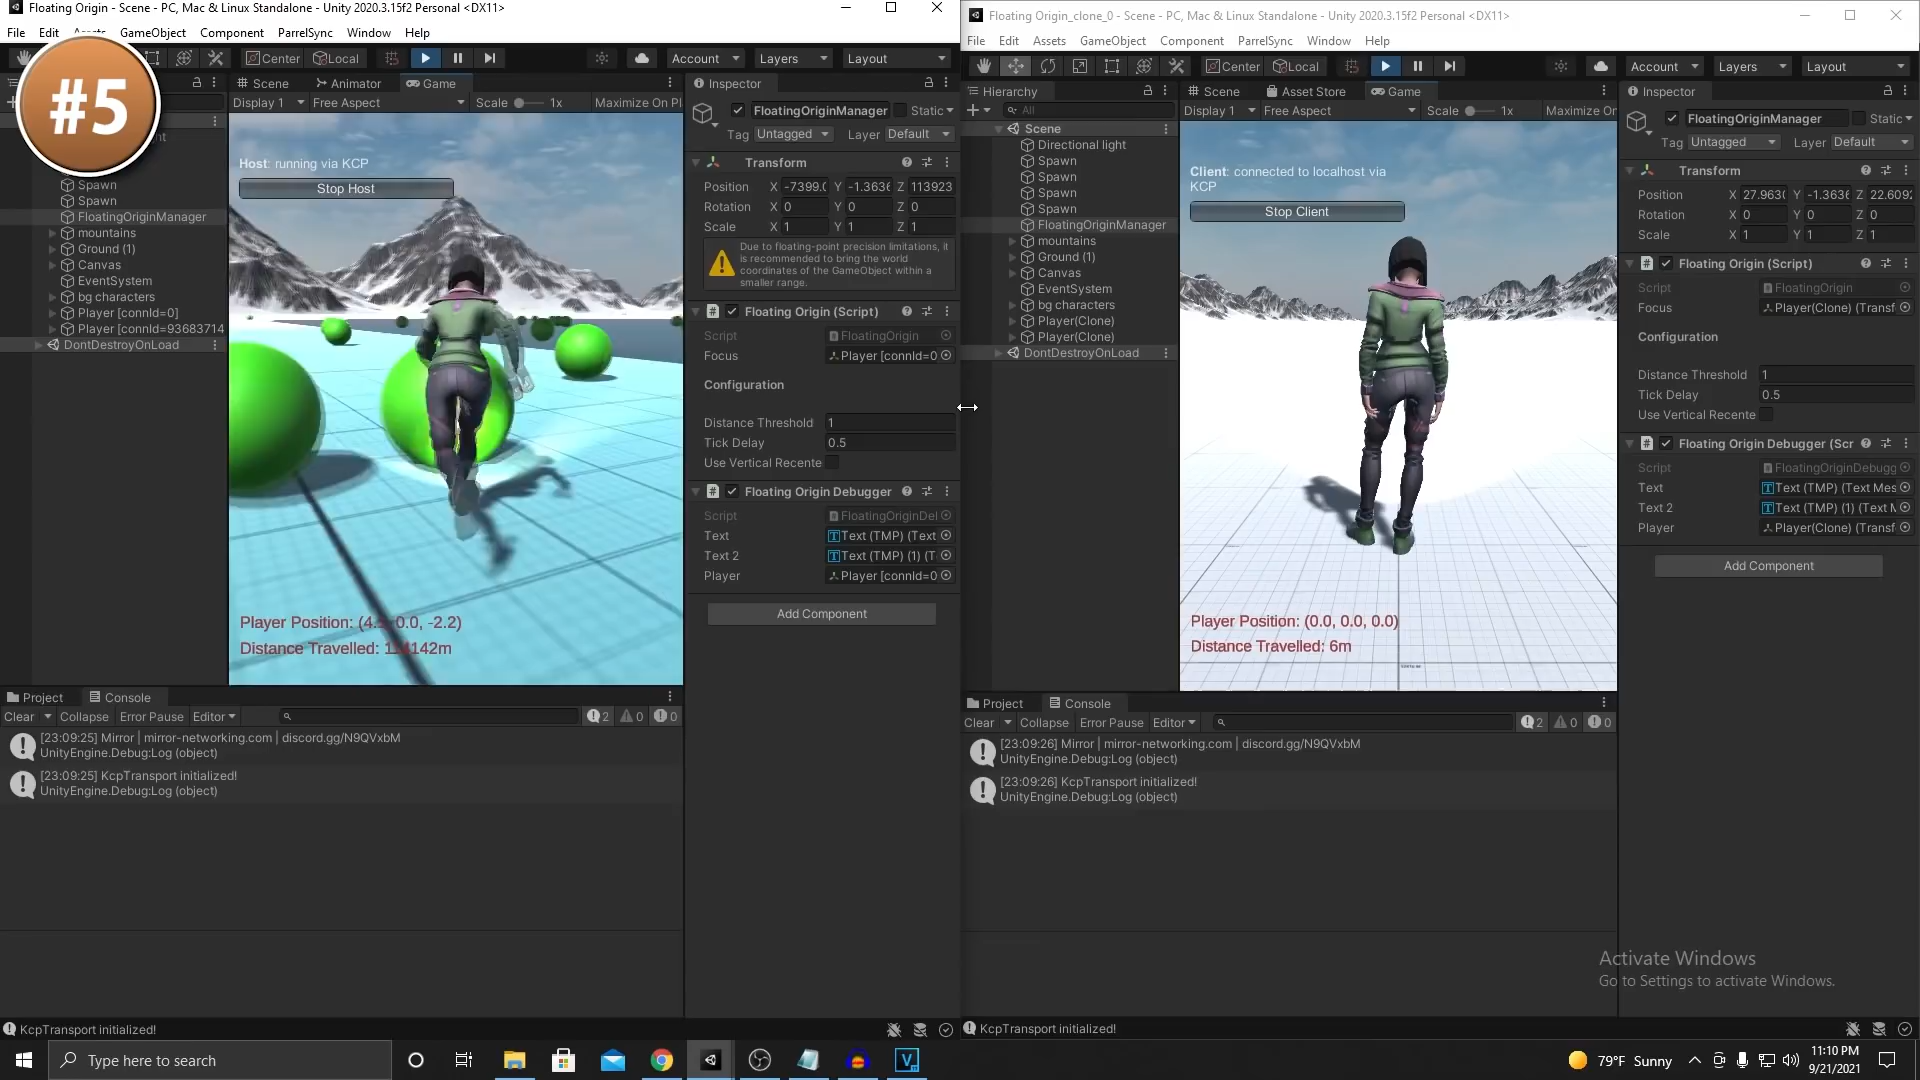 Floating Origin - Scene - PC, Mac & Linux Standalone - Unity 2020.3.15f2 Personal <DX11>
File Edit Assets GameObject Component ParrelSync Window Help
#5
Center Local Account Layers Layout
Scene Animator Game
Display 1 Free Aspect Scale 1x Maximize On Pl
Spawn
Spawn
FloatingOriginManager
mountains
Ground (1)
Canvas
EventSystem
bg characters
Player [connId=0]
Player [connId=93683714
DontDestroyOnLoad
Host: running via KCP
Stop Host
Player Position: (4. 0.0, -2.2)
Distance Travelled: 1 4142m
Inspector
FloatingOriginManager Static
Tag Untagged Layer Default
Transform
Position X -7399.0 Y -1.3636 Z 113923
Rotation X 0 Y 0 Z 0
Scale X 1 Y 1 Z 1
Due to floating-point precision limitations, it
is recommended to bring the world
coordinates of the GameObject within a
smaller range.
# Floating Origin (Script)
Script FloatingOrigin
Focus Player [connId=0
Configuration
Distance Threshold 1
Tick Delay 0.5
Use Vertical Recente
# Floating Origin Debugger
Script FloatingOriginDel
Text Text (TMP) (Text
Text 2 Text (TMP) (1) (T
Player Player [connId=0
Add Component
Project Console
Clear Collapse Error Pause Editor 2 0 0
[23:09:25] Mirror | mirror-networking.com | discord.gg/N9QVxbM
UnityEngine.Debug:Log (object)
[23:09:25] KcpTransport initialized!
UnityEngine.Debug:Log (object)
KcpTransport initialized!
Floating Origin_clone_0 - Scene - PC, Mac & Linux Standalone - Unity 2020.3.15f2 Personal <DX11>
File Edit Assets GameObject Component ParrelSync Window Help
Center Local Account Layers Layout
Hierarchy
All
Scene
Directional light
Spawn
Spawn
Spawn
Spawn
FloatingOriginManager
mountains
Ground (1)
Canvas
EventSystem
bg characters
Player(Clone)
Player(Clone)
DontDestroyOnLoad
Scene Asset Store Game
Display 1 Free Aspect Scale 1x Maximize On
Client: connected to localhost via
KCP
Stop Client
Player Position: (0.0, 0.0, 0.0)
Distance Travelled: 6m
Inspector
FloatingOriginManager Static
Tag Untagged Layer Default
Transform
Position X 27.963 Y -1.3636 Z 22.609
Rotation X 0 Y 0 Z 0
Scale X 1 Y 1 Z 1
# Floating Origin (Script)
Script FloatingOrigin
Focus Player(Clone) (Transf
Configuration
Distance Threshold 1
Tick Delay 0.5
Use Vertical Recente
# Floating Origin Debugger (Scr
Script FloatingOriginDebugg
Text Text (TMP) (Text Mes
Text 2 Text (TMP) (1) (Text M
Player Player(Clone) (Transf
Add Component
Project Console
Clear Collapse Error Pause Editor 2 0 0
[23:09:26] Mirror | mirror-networking.com | discord.gg/N9QVxbM
UnityEngine.Debug:Log (object)
[23:09:26] KcpTransport initialized!
UnityEngine.Debug:Log (object)
Activate Windows
Go to Settings to activate Windows.
KcpTransport initialized!
Type here to search
V
79°F Sunny
11:10 PM
9/21/2021